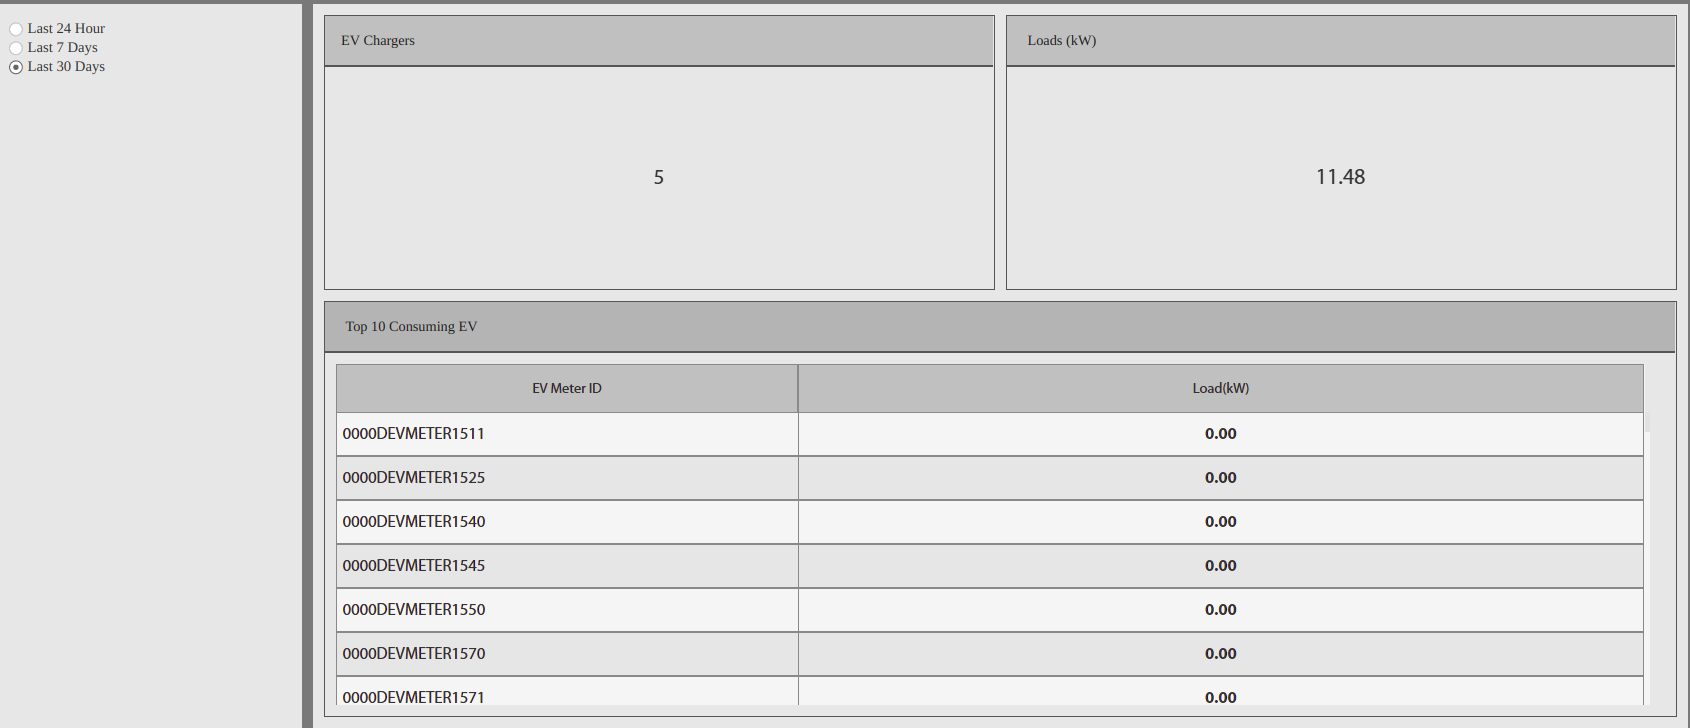 Last 24 Hour
Last 7 Days
Last 30 Days
EV Chargers
5
Loads (kW)
11.48
Top 10 Consuming EV
EV Meter ID Load(kW)
0000DEVMETER1511 0.00
0000DEVMETER1525 0.00
0000DEVMETER1540 0.00
0000DEVMETER1545 0.00
0000DEVMETER1550 0.00
0000DEVMETER1570 0.00
0000DEVMETER1571 0.00